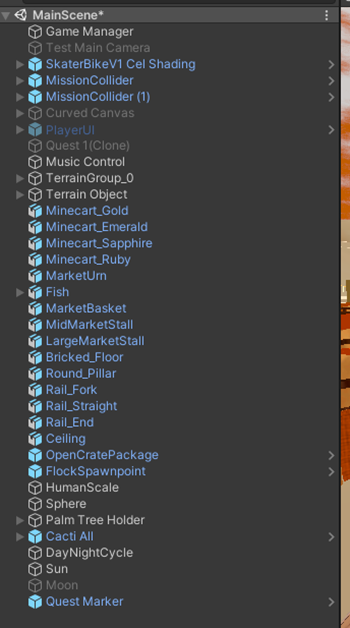 MainScene*
Game Manager
Test Main Camera
SkaterBikeV1 Cel Shading
MissionCollider
MissionCollider (1)
Curved Canvas
PlayerUI
Quest 1(Clone)
Music Control
TerrainGroup_0
Terrain Object
Minecart_Gold
Minecart_Emerald
Minecart_Sapphire
Minecart_Ruby
MarketUrn
Fish
MarketBasket
MidMarketStall
LargeMarketStall
Bricked_Floor
Round_Pillar
Rail_Fork
Rail_Straight
Rail_End
Ceiling
OpenCratePackage
FlockSpawnpoint
HumanScale
Sphere
Palm Tree Holder
Cacti All
DayNightCycle
Sun
Moon
Quest Marker